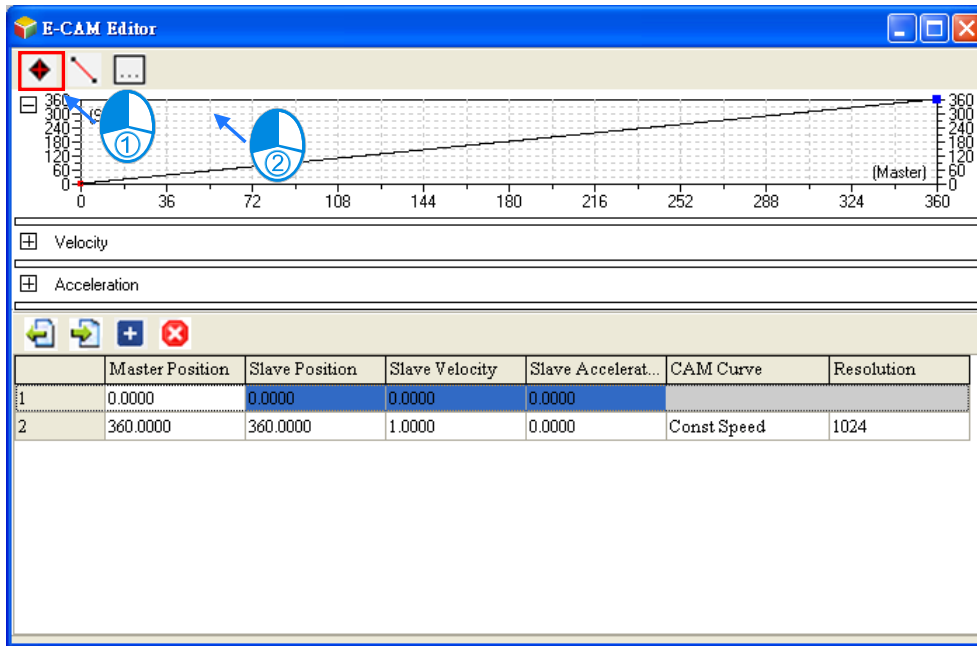 E-CAM Editor
...
360 360
300 300
240 240
180 180
120 120
60 60
0 0
(Master)
① ②
0 36 72 108 144 180 216 252 288 324 360
Velocity
Acceleration
Master Position Slave Position Slave Velocity Slave Accelerat... CAM Curve Resolution
1 0.0000 0.0000 0.0000 0.0000
2 360.0000 360.0000 1.0000 0.0000 Const Speed 1024